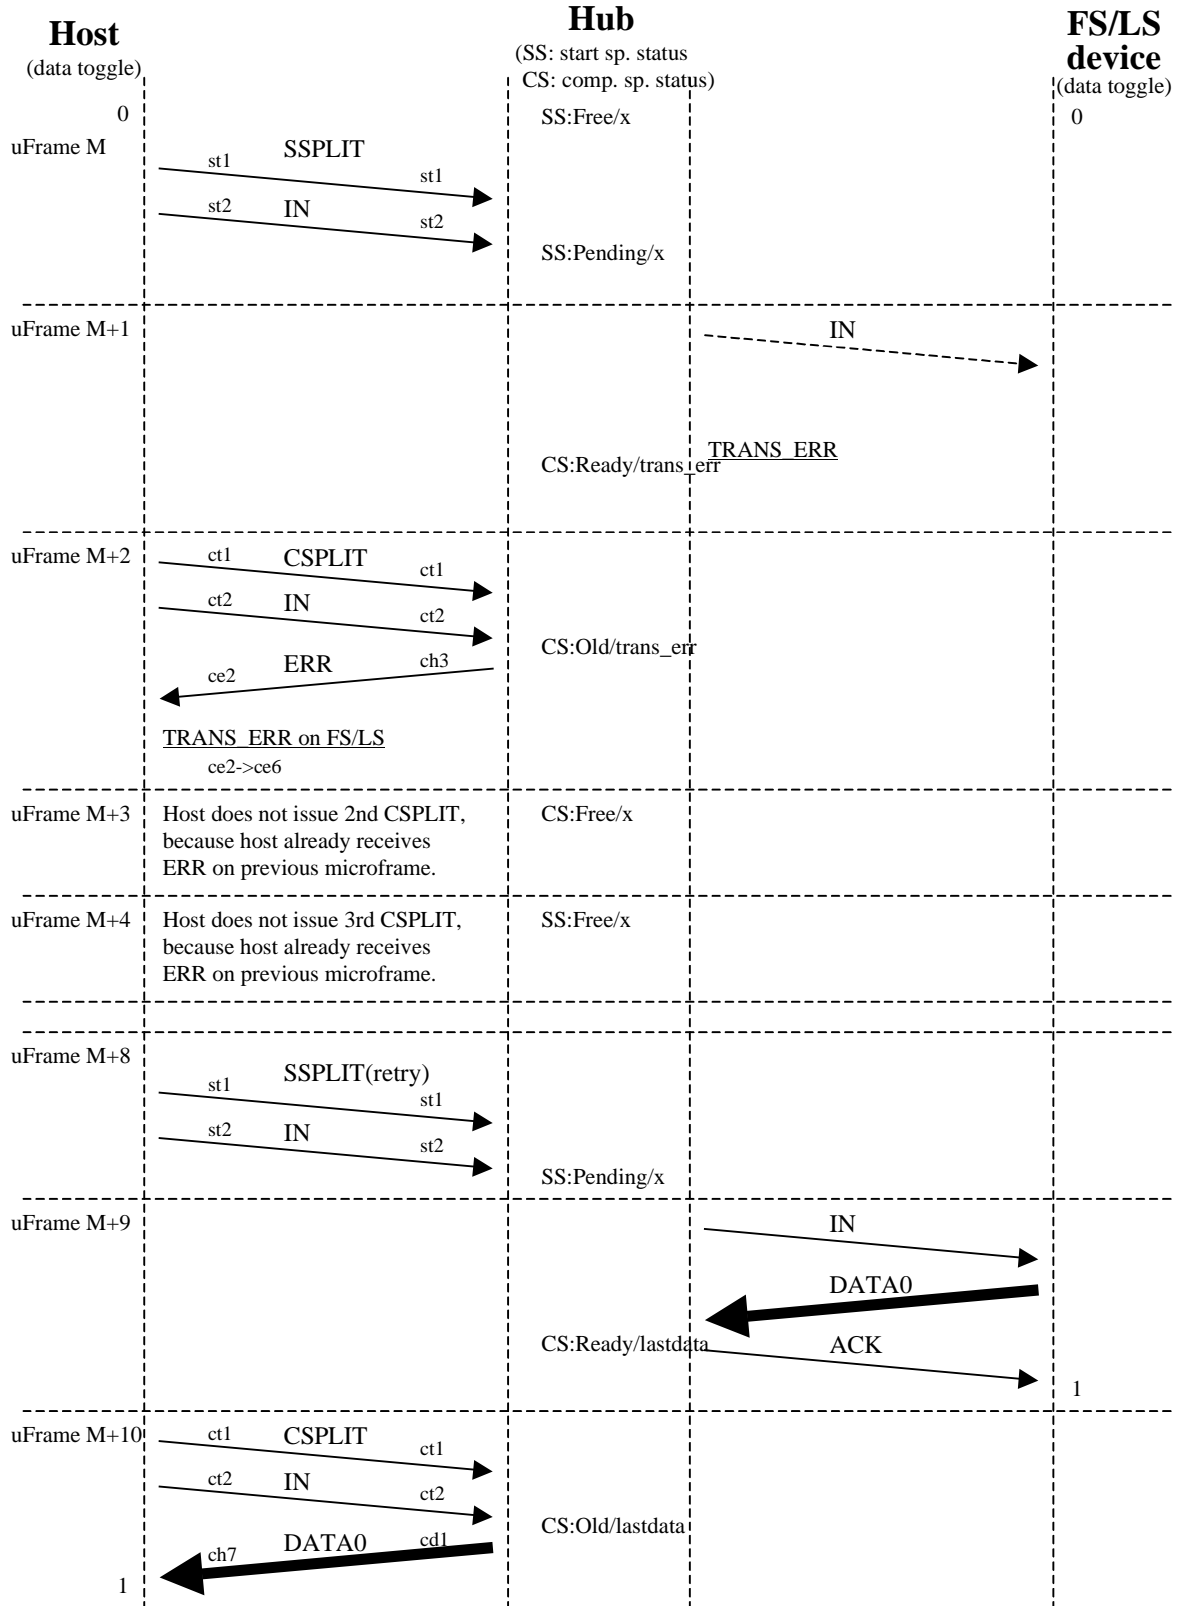 Host
(data toggle)
Hub
(SS: start sp. status
CS: comp. sp. status)
FS/LS
device
(data toggle)
0
SS:Free/x
0
uFrame M
SSPLIT
st1
st1
st2
IN
st2
SS:Pending/x
uFrame M+1
IN
TRANS_ERR
CS:Ready/trans_err
uFrame M+2
ct1
CSPLIT
ct1
ct2
IN
ct2
CS:Old/trans_err
ERR
ch3
ce2
TRANS_ERR on FS/LS
ce2->ce6
uFrame M+3
Host does not issue 2nd CSPLIT,
because host already receives
ERR on previous microframe.
CS:Free/x
uFrame M+4
Host does not issue 3rd CSPLIT,
because host already receives
ERR on previous microframe.
SS:Free/x
uFrame M+8
SSPLIT(retry)
st1
st1
st2
IN
st2
SS:Pending/x
uFrame M+9
IN
DATA0
CS:Ready/lastdata
ACK
1
uFrame M+10
ct1
CSPLIT
ct1
ct2
IN
ct2
CS:Old/lastdata
DATA0
cd1
ch7
1